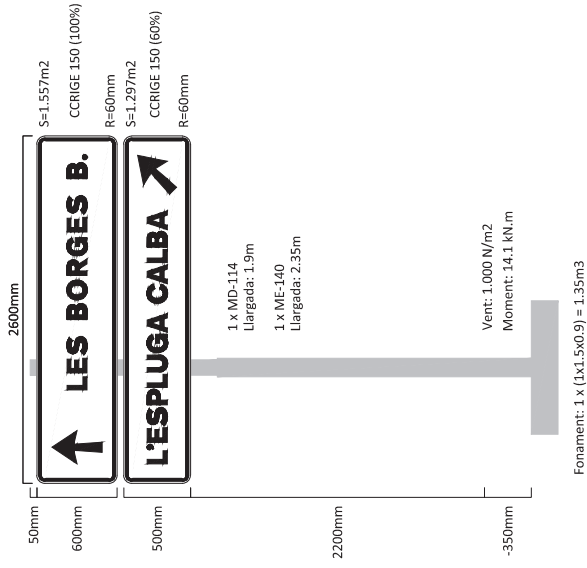 2600mm
50mm
600mm
500mm
2200mm
-350mm
LES BORGES B.
L'ESPLUGA CALBA
S=1.557m2
CCRIGE 150 (100%)
R=60mm
S=1.297m2
CCRIGE 150 (60%)
R=60mm
1 x MD-114
Llargada: 1.9m
1 x ME-140
Llargada: 2.35m
Vent: 1.000 N/m2
Moment: 14.1 kN.m
Fonament: 1 x (1x1.5x0.9) = 1.35m3